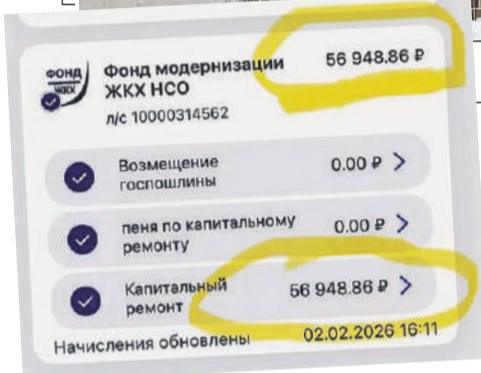 ФОНД
ЖКХ
Фонд модернизации
ЖКХ НСО
56 948.86 ₽
л/с 10000314562
Возмещение
госпошлины
0.00 ₽
пеня по капитальному
ремонту
0.00 ₽
Капитальный
ремонт
56 948.86 ₽
Начисления обновлены
02.02.2026 16:11